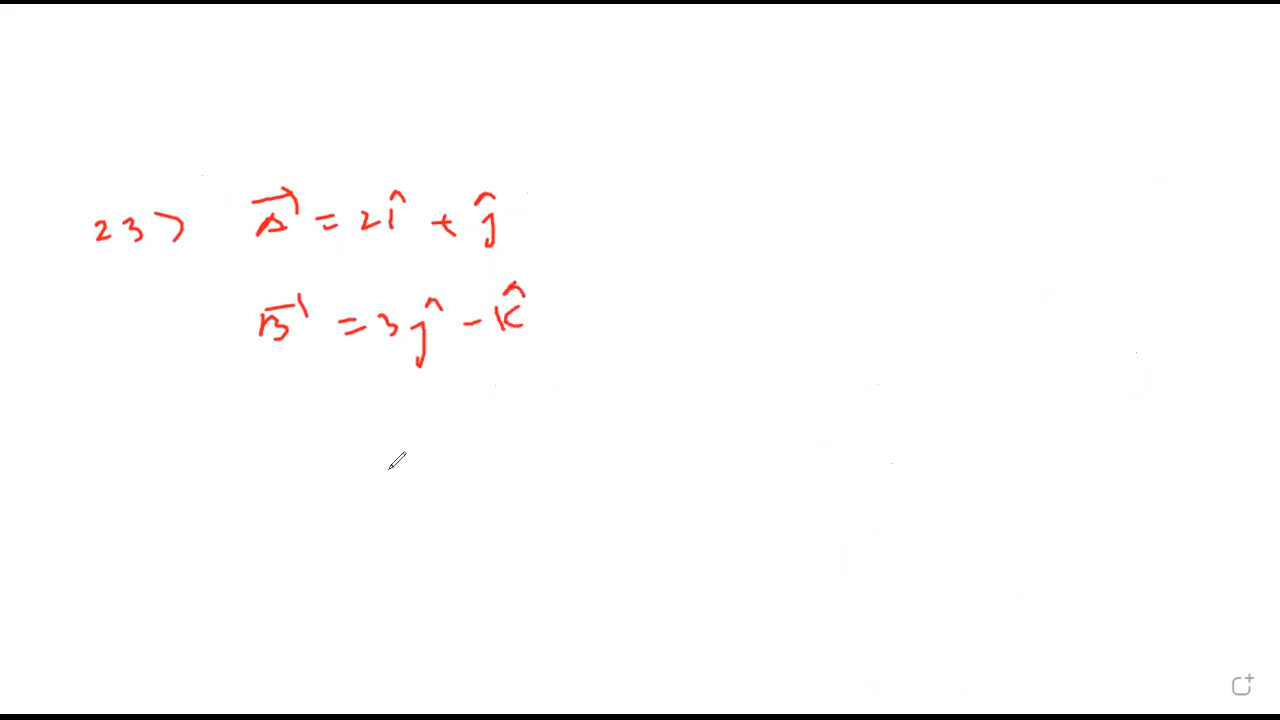 23> A⃗ = 2î + ĵ
B⃗ = 3ĵ - k̂